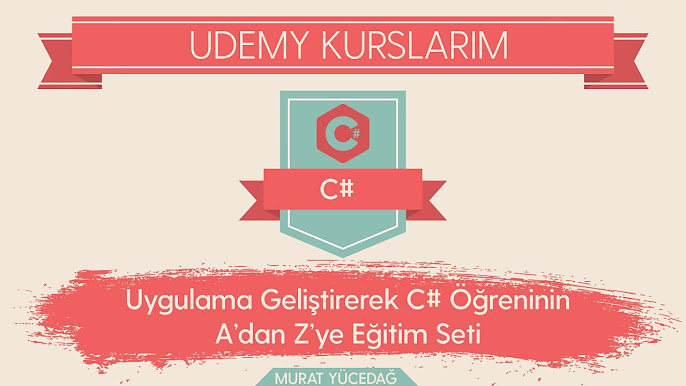 UDEMY KURSLARIM
C#
C#
Uygulama Geliştirerek C# Öğreninin
A'dan Z'ye Eğitim Seti
MURAT YÜCEDAĞ